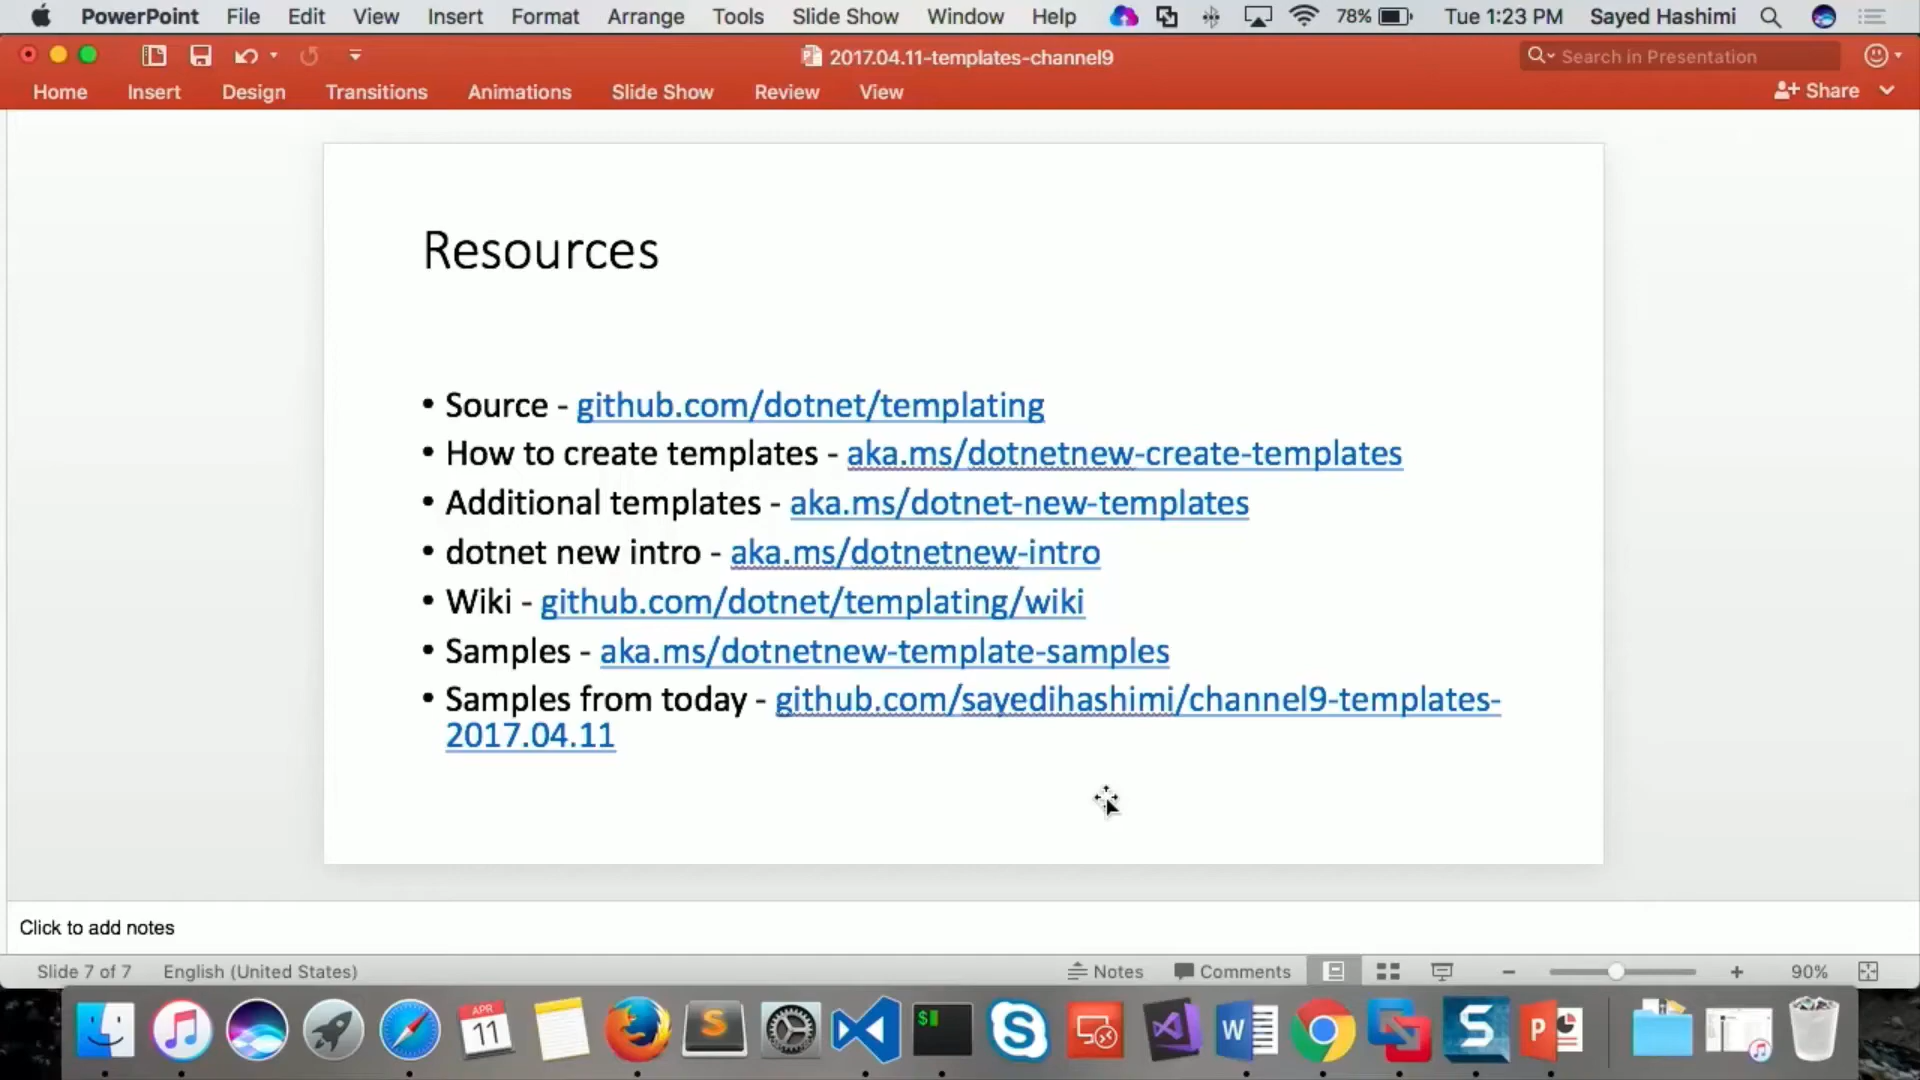 PowerPoint File Edit View Insert Format Arrange Tools Slide Show Window Help 78% Tue 1:23 PM Sayed Hashimi
2017.04.11-templates-channel9 Search in Presentation
Home Insert Design Transitions Animations Slide Show Review View Share
Resources
• Source - github.com/dotnet/templating
• How to create templates - aka.ms/dotnetnew-create-templates
• Additional templates - aka.ms/dotnet-new-templates
• dotnet new intro - aka.ms/dotnetnew-intro
• Wiki - github.com/dotnet/templating/wiki
• Samples - aka.ms/dotnetnew-template-samples
• Samples from today - github.com/sayedihashimi/channel9-templates-
2017.04.11
Click to add notes
Slide 7 of 7 English (United States) Notes Comments 90%
APR
11 S $ S W S P